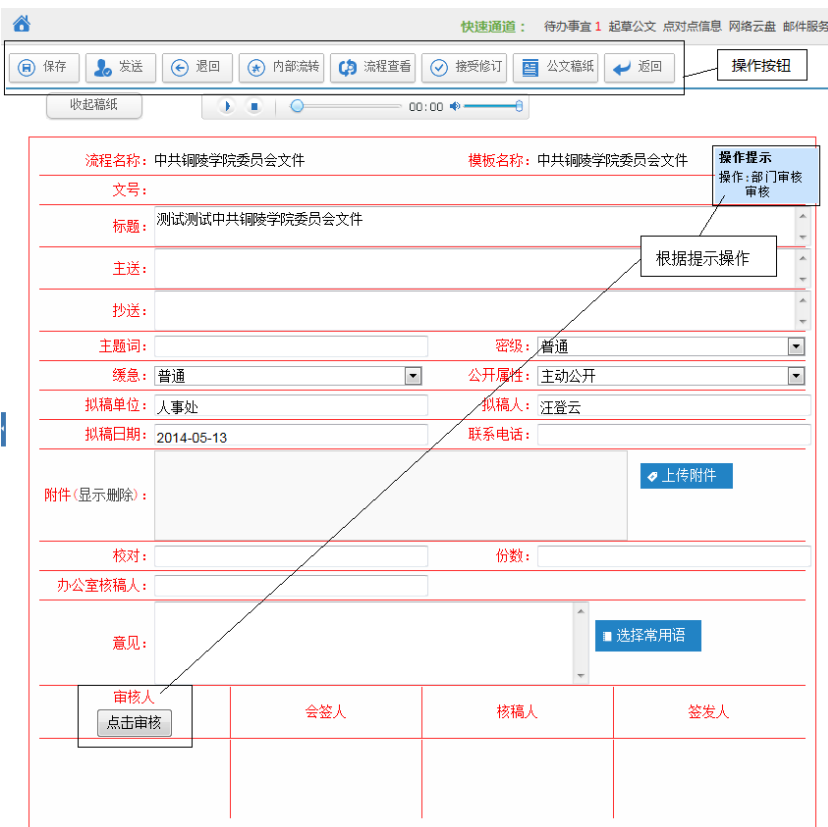 快速通道： 待办事宜 1 起草公文 点对点信息 网络云盘 邮件服务
保存 发送 退回 内部流转 流程查看 接受修订 公文稿纸 返回 操作按钮
收起稿纸 00:00
流程名称：中共铜陵学院委员会文件 模板名称：中共铜陵学院委员会文件
操作提示
操作：部门审核
审核
文号：
标题：测试测试中共铜陵学院委员会文件
根据提示操作
主送：
抄送：
主题词： 密级：普通
缓急：普通 公开属性：主动公开
拟稿单位：人事处 拟稿人：汪登云
拟稿日期：2014-05-13 联系电话：
附件(显示删除)： 上传附件
校对： 份数：
办公室核稿人：
意见： 选择常用语
审核人 会签人 核稿人 签发人
点击审核